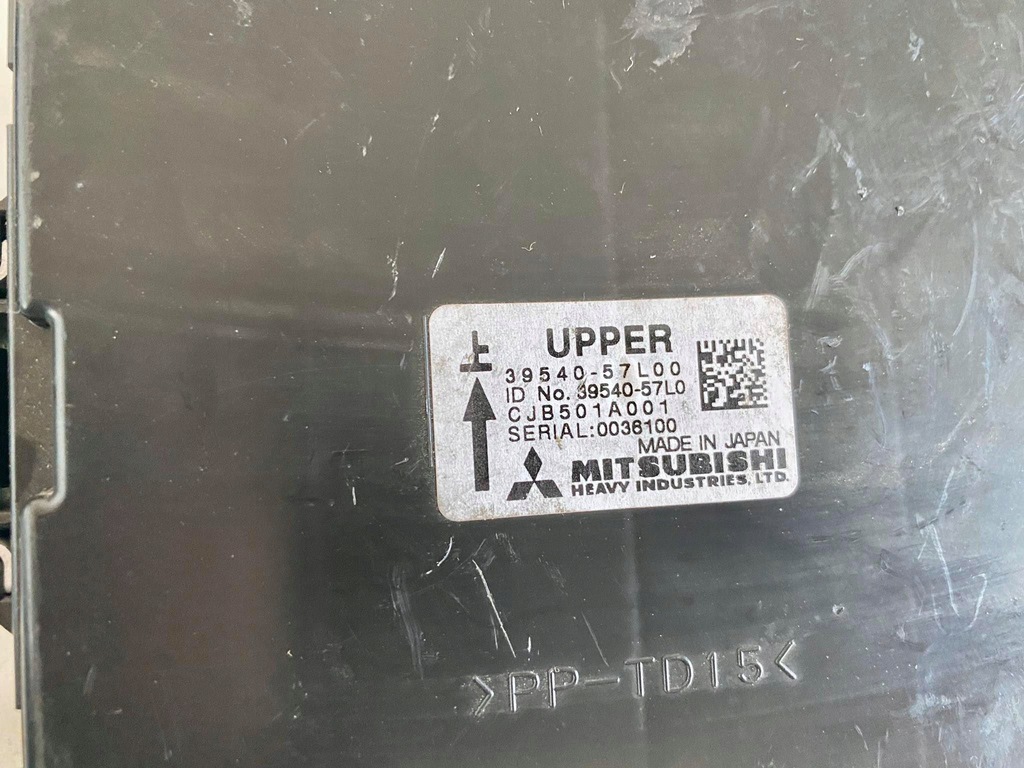 上 UPPER
39540-57L00
ID No. 39540-57L0
CJB501A001
SERIAL:0036100
MADE IN JAPAN
MITSUBISHI
HEAVY INDUSTRIES, LTD.
>PP-TD15<